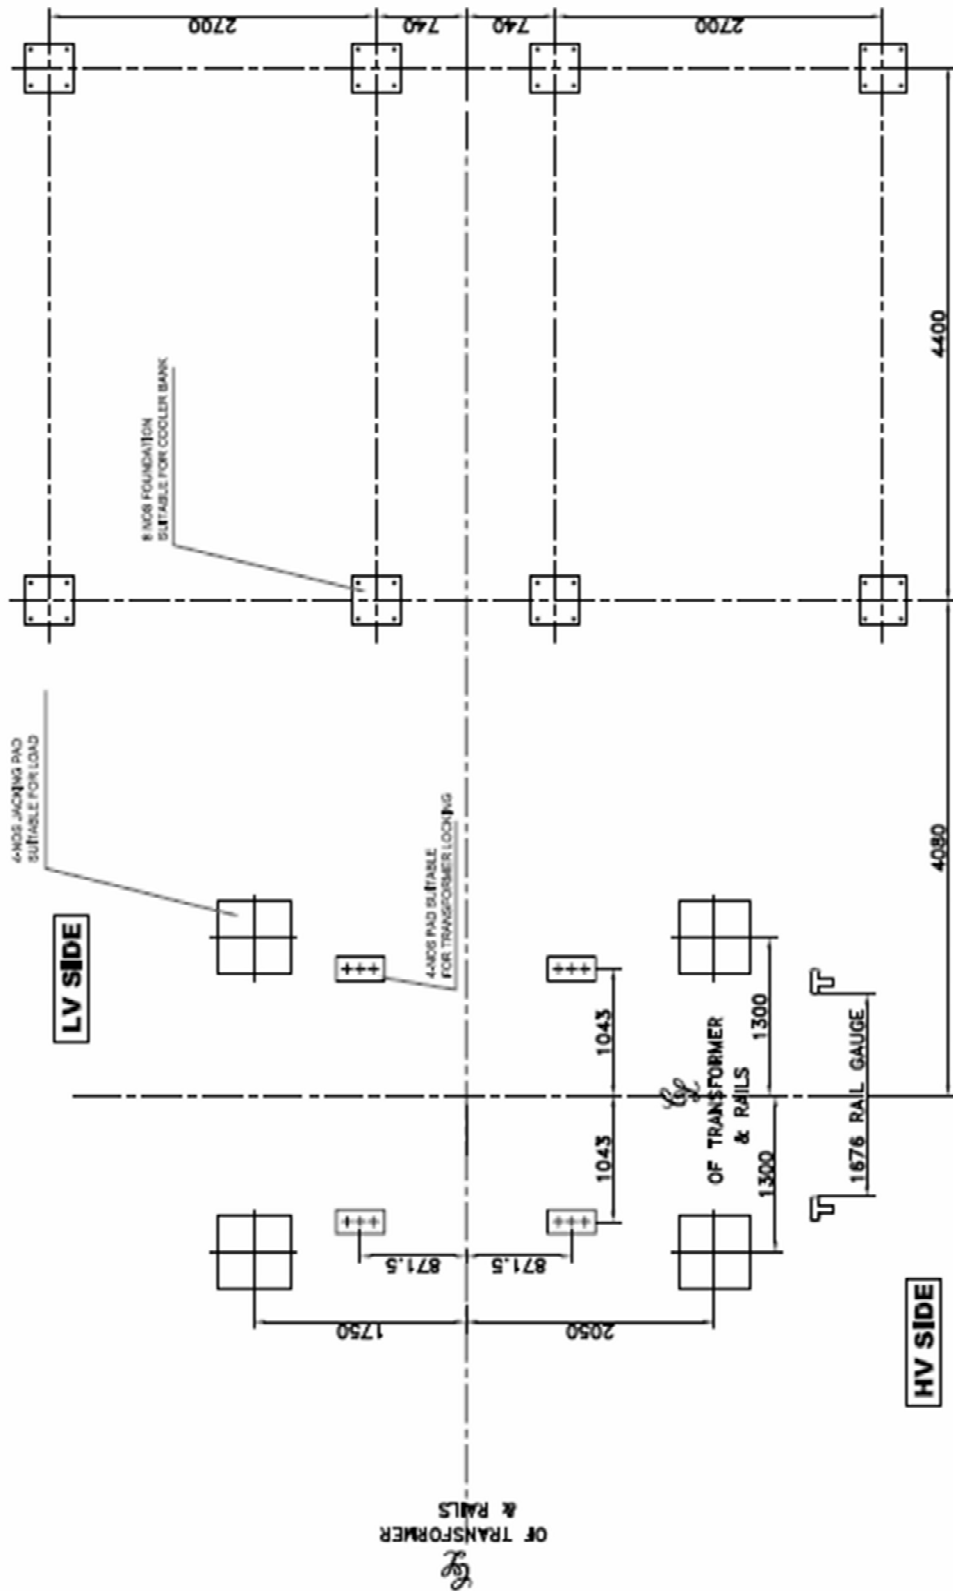 2700
740
740
2700
8 NOS FOUNDATION
SUITABLE FOR COOLER BANK
4400
4-NOS JACKING PAD
SUITABLE FOR LOAD
4-NOS PAD SUITABLE
FOR TRANSFORMER LOCKING
4080
LV SIDE
1043
1043
1300
1300
CL
OF TRANSFORMER
& RAILS
1676 RAIL GAUGE
871.5
871.5
1750
2050
HV SIDE
CL
OF TRANSFORMER
& RAILS